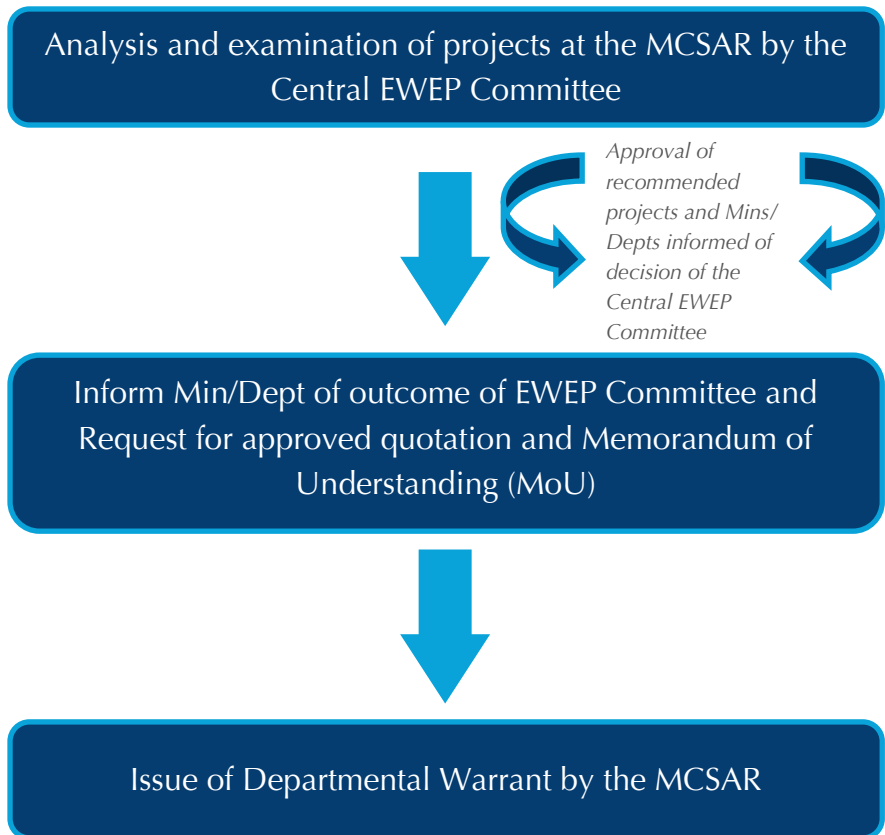 Analysis and examination of projects at the MCSAR by the
Central EWEP Committee
Approval of
recommended
projects and Mins/
Depts informed of
decision of the
Central EWEP
Committee
Inform Min/Dept of outcome of EWEP Committee and
Request for approved quotation and Memorandum of
Understanding (MoU)
Issue of Departmental Warrant by the MCSAR